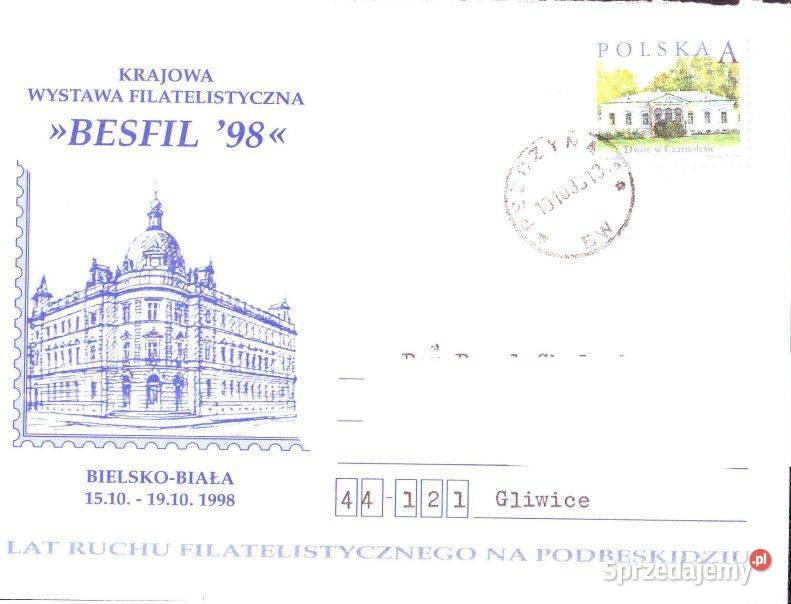 KRAJOWA
WYSTAWA FILATELISTYCZNA
»BESFIL '98«
POLSKA A
Dwór w Czarnolesie
BW
BIELSKO-BIAŁA
15.10. - 19.10. 1998
44-121 Gliwice
LAT RUCHU FILATELISTYCZNEGO NA PODBESKIDZIU
Sprzedajemy.pl